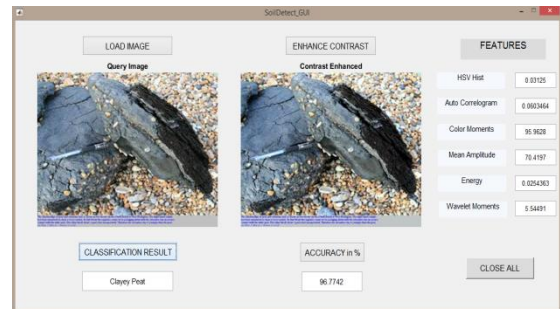 SoilDetect_GUI
LOAD IMAGE
ENHANCE CONTRAST
FEATURES
Query Image
Contrast Enhanced
HSV Hist
0.03125
Auto Correlogram
0.0603464
Color Moments
95.9628
Mean Amplitude
70.4197
Energy
0.0254363
Wavelet Moments
5.54491
CLASSIFICATION RESULT
ACCURACY in %
Clayey Peat
96.7742
CLOSE ALL